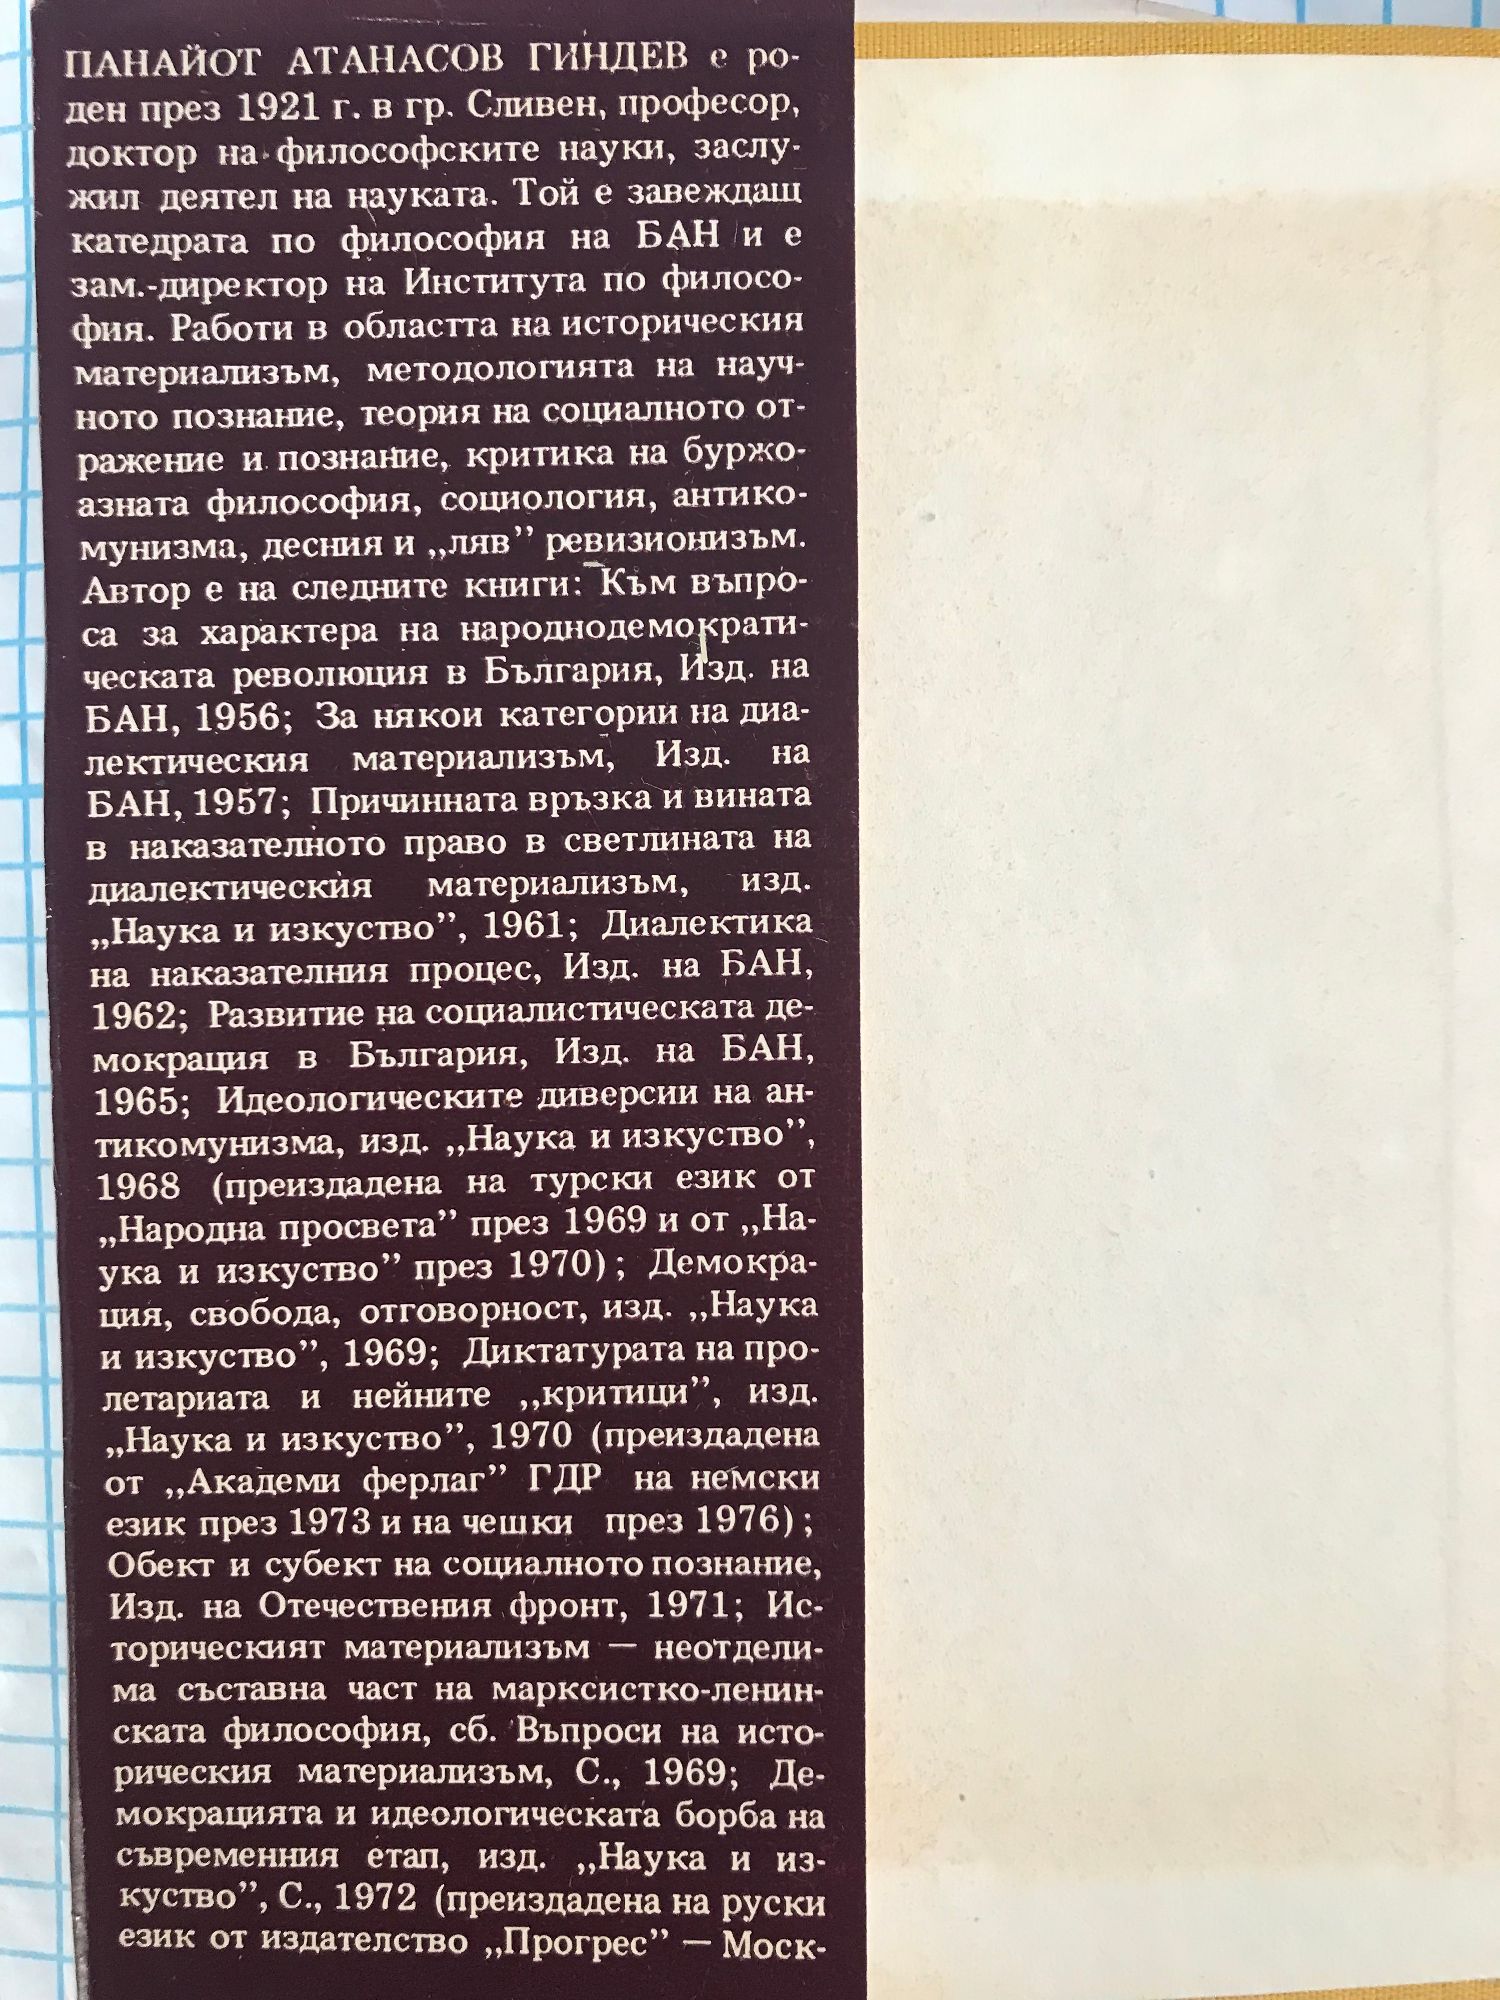 ПАНАЙОТ АТАНАСОВ ГИНДЕВ е ро-
ден през 1921 г. в гр. Сливен, професор,
доктор на философските науки, заслу-
жил деятел на науката. Той е завеждащ
катедрата по философия на БАН и е
зам.-директор на Института по филосо-
фия. Работи в областта на историческия
материализъм, методологията на науч-
ното познание, теория на социалното от-
ражение и познание, критика на буржо-
азната философия, социология, антико-
мунизма, десния и „ляв” ревизионизъм.
Автор е на следните книги: Към въпро-
са за характера на народнодемократи-
ческата революция в България, Изд. на
БАН, 1956; За някои категории на диа-
лектическия материализъм, Изд. на
БАН, 1957; Причинната връзка и вината
в наказателното право в светлината на
диалектическия материализъм, изд.
„Наука и изкуство”, 1961; Диалектика
на наказателния процес, Изд. на БАН,
1962; Развитие на социалистическата де-
мокрация в България, Изд. на БАН,
1965; Идеологическите диверсии на ан-
тикомунизма, изд. „Наука и изкуство”,
1968 (преиздадена на турски език от
„Народна просвета” през 1969 и от „На-
ука и изкуство” през 1970); Демокра-
ция, свобода, отговорност, изд. „Наука
и изкуство”, 1969; Диктатурата на про-
летариата и нейните „критици”, изд.
„Наука и изкуство”, 1970 (преиздадена
от „Академи ферлаг” ГДР на немски
език през 1973 и на чешки през 1976);
Обект и субект на социалното познание,
Изд. на Отечествения фронт, 1971; Ис-
торическият материализъм — неотдели-
ма съставна част на марксистко-ленин-
ската философия, сб. Въпроси на исто-
рическия материализъм, С., 1969; Де-
мокрацията и идеологическата борба на
съвременния етап, изд. „Наука и из-
куство”, С., 1972 (преиздадена на руски
език от издателство „Прогрес” — Моск-